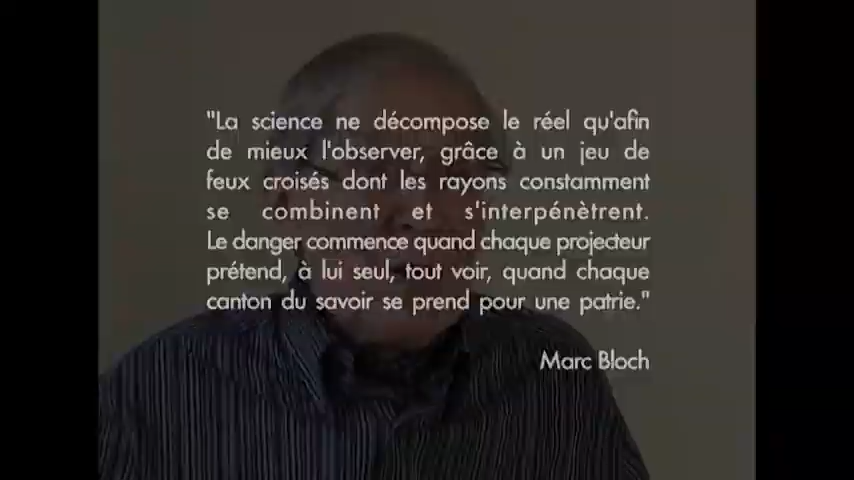 "La science ne décompose le réel qu'afin
de mieux l'observer, grâce à un jeu de
feux croisés dont les rayons constamment
se combinent et s'interpénètrent.
Le danger commence quand chaque projecteur
prétend, à lui seul, tout voir, quand chaque
canton du savoir se prend pour une patrie."
Marc Bloch